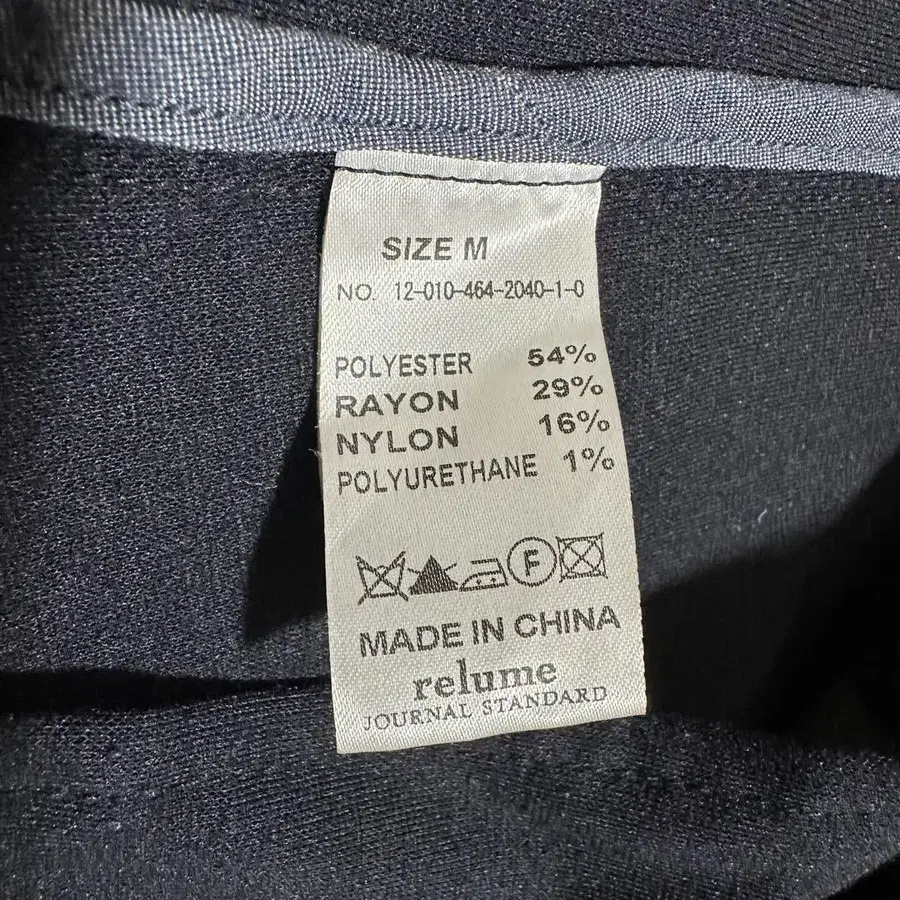 SIZE M
NO. 12-010-464-2040-1-0
POLYESTER 54%
RAYON 29%
NYLON 16%
POLYURETHANE 1%
F
MADE IN CHINA
relume
JOURNAL STANDARD